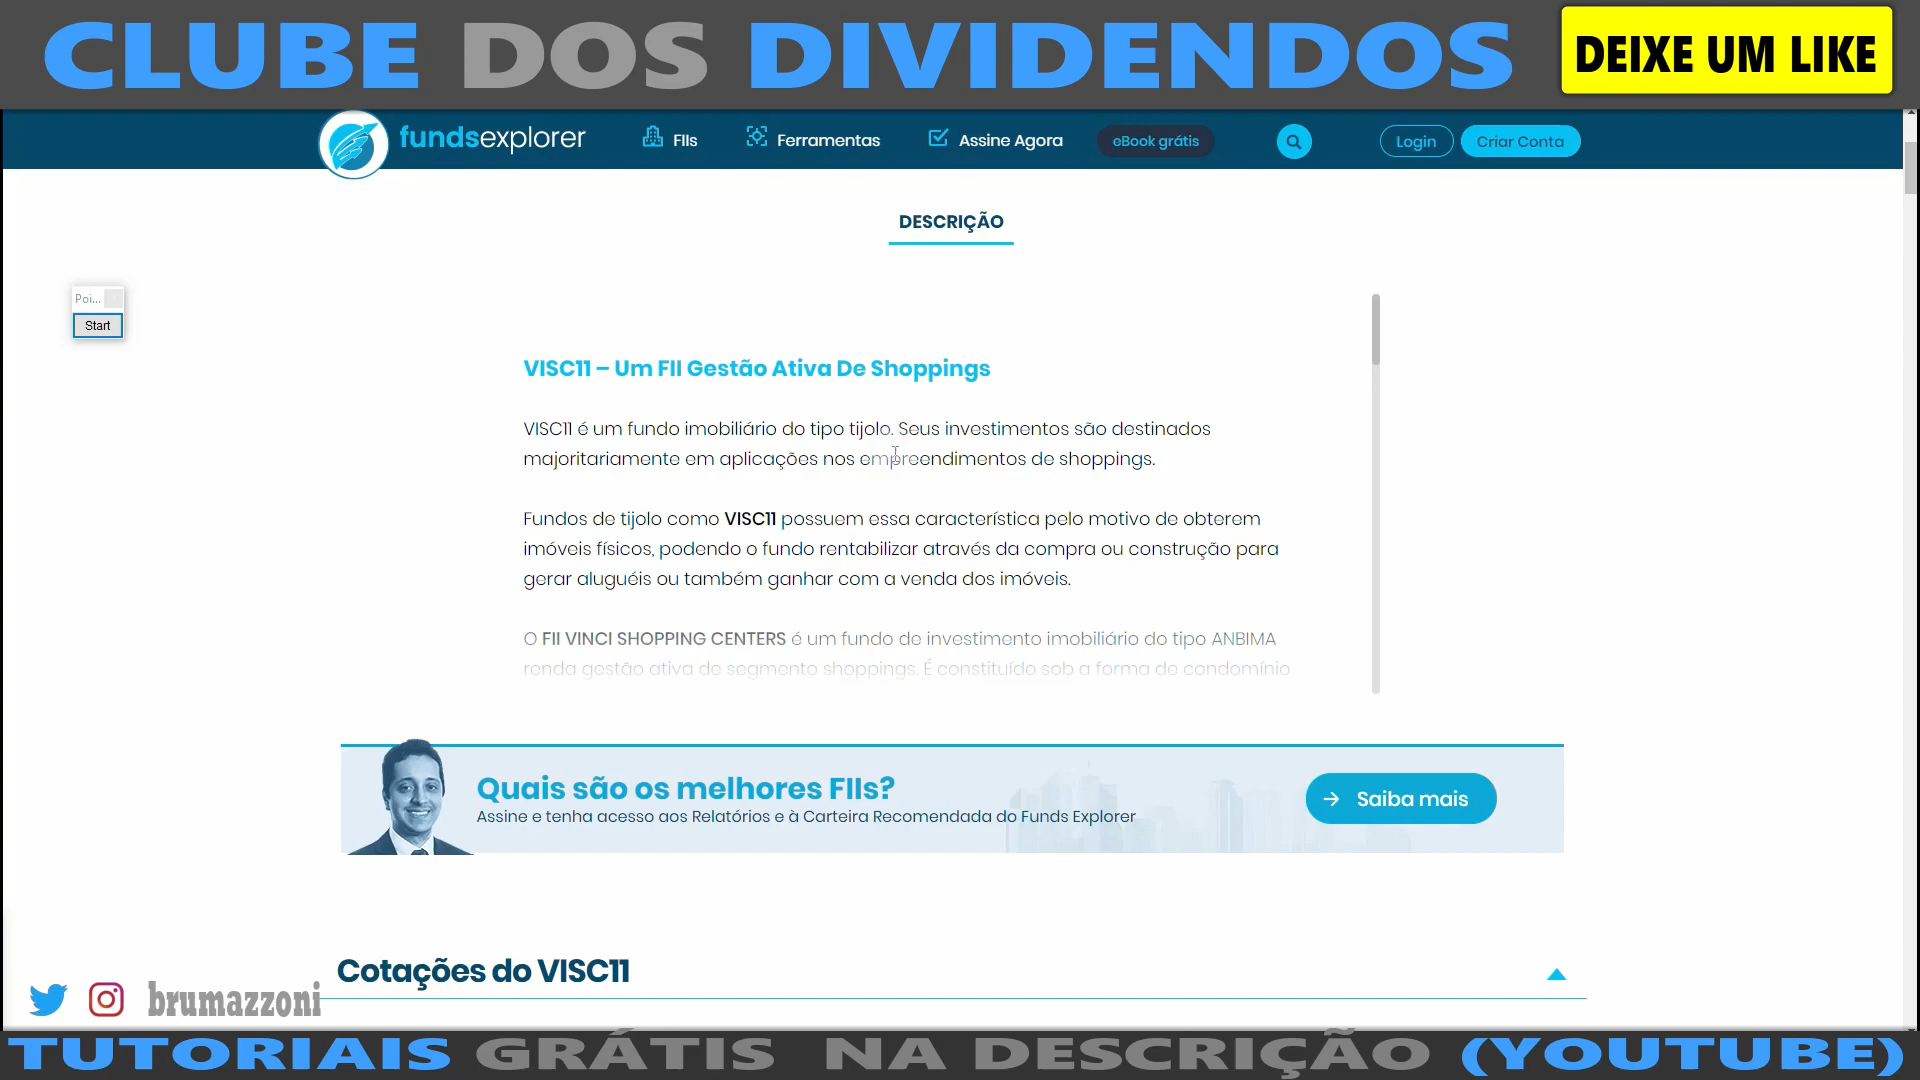 CLUBE DOS DIVIDENDOS
DEIXE UM LIKE
fundsexplorer
FIIs
Ferramentas
Assine Agora
eBook grátis
Login
Criar Conta
DESCRIÇÃO
Poi...
Start
VISC11 – Um FII Gestão Ativa De Shoppings
VISC11 é um fundo imobiliário do tipo tijolo. Seus investimentos são destinados
majoritariamente em aplicações nos empreendimentos de shoppings.
Fundos de tijolo como VISC11 possuem essa característica pelo motivo de obterem
imóveis físicos, podendo o fundo rentabilizar através da compra ou construção para
gerar aluguéis ou também ganhar com a venda dos imóveis.
O FII VINCI SHOPPING CENTERS é um fundo de investimento imobiliário do tipo ANBIMA
renda gestão ativa de segmento shoppings. É constituído sob a forma de condomínio
Quais são os melhores FIIs?
Assine e tenha acesso aos Relatórios e à Carteira Recomendada do Funds Explorer
Saiba mais
Cotações do VISC11
brumazzoni
TUTORIAIS GRÁTIS NA DESCRIÇÃO (YOUTUBE)